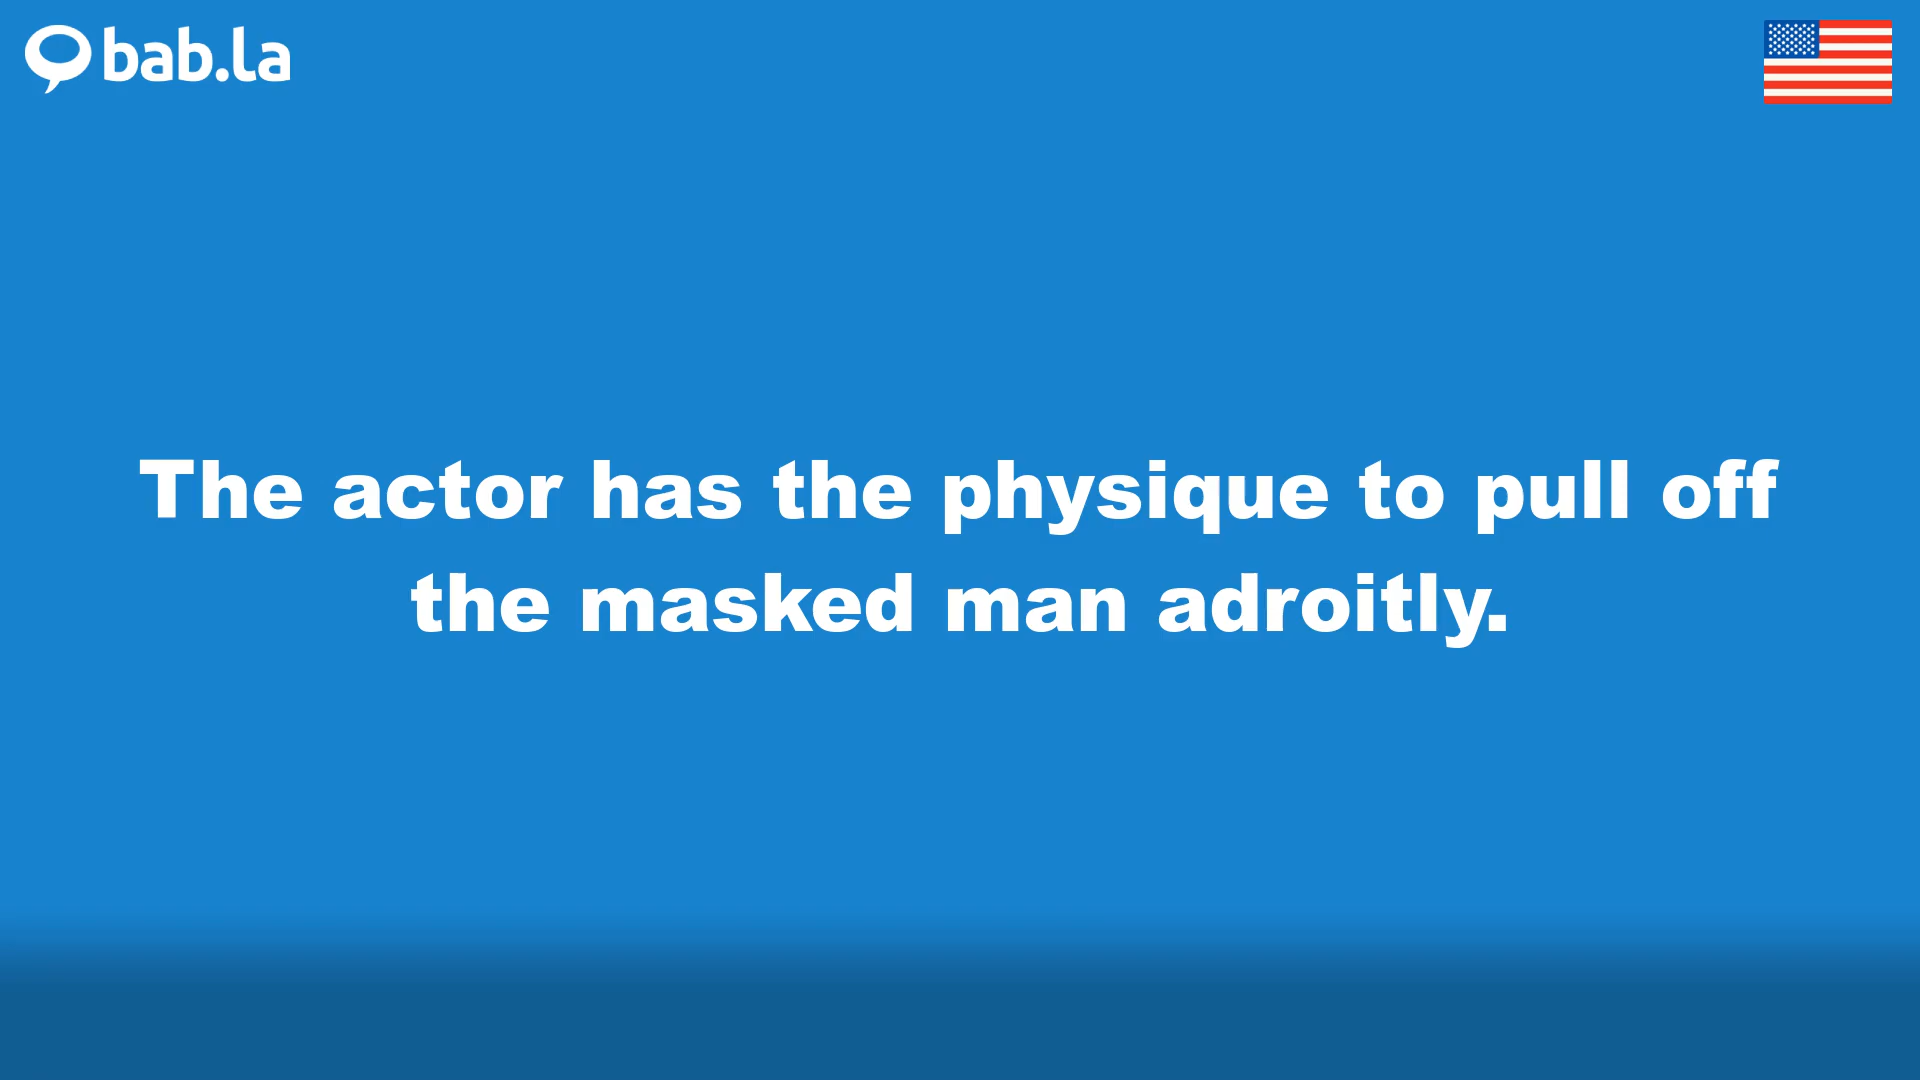 bab.la
The actor has the physique to pull off
the masked man adroitly.